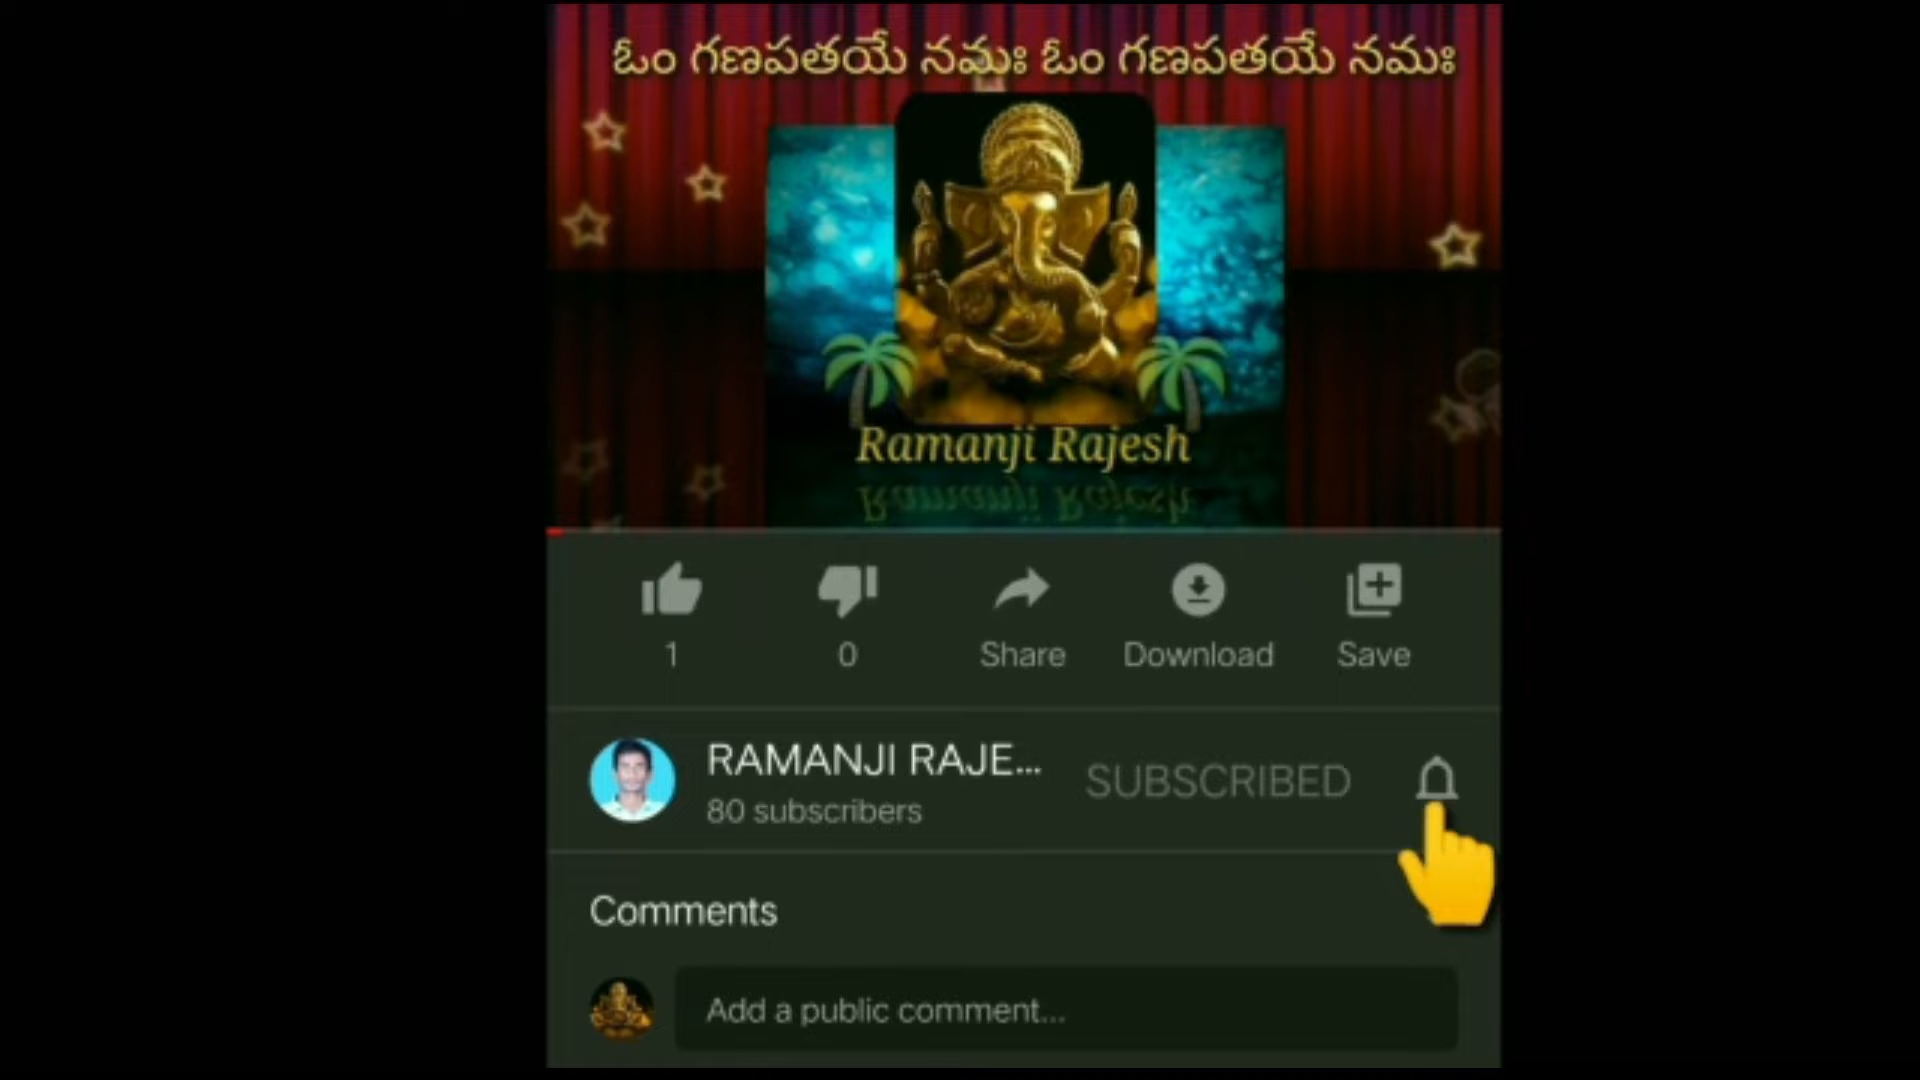 ఓం గణపతయే నమః ఓం గణపతయే నమః
Ramanji Rajesh
1
0
Share
Download
Save
RAMANJI RAJE...
SUBSCRIBED
80 subscribers
Comments
Add a public comment...